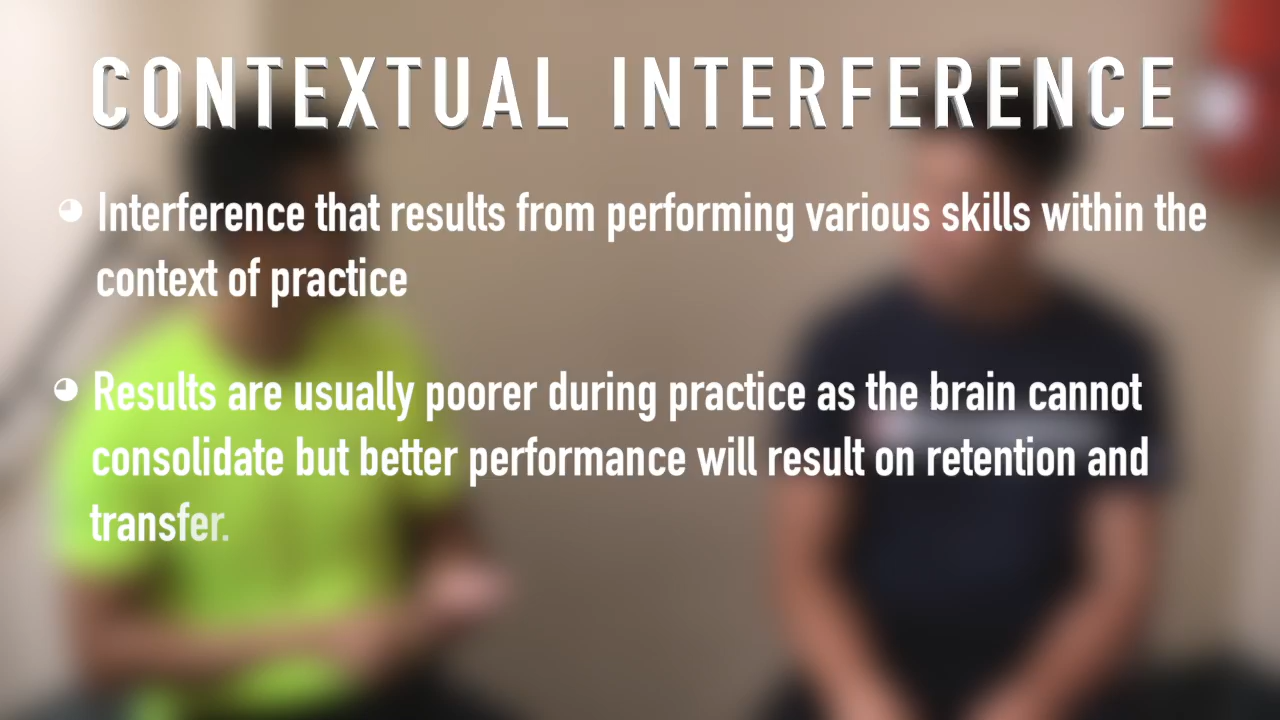 CONTEXTUAL INTERFERENCE
Interference that results from performing various skills within the
context of practice
Results are usually poorer during practice as the brain cannot
consolidate but better performance will result on retention and
transfer.